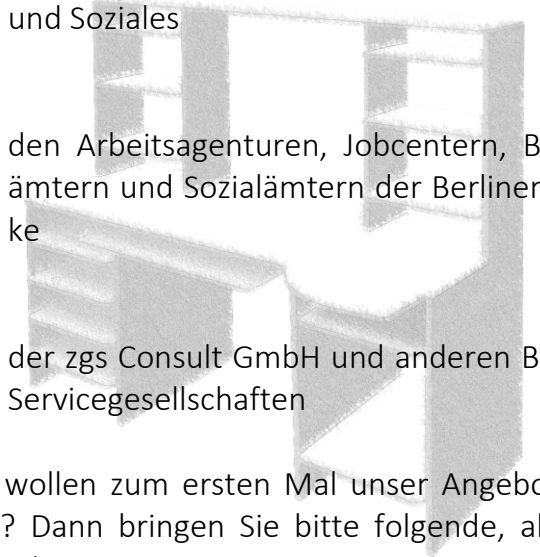 und Soziales
den Arbeitsagenturen, Jobcentern, B
ämtern und Sozialämtern der Berliner
ke
der zgs Consult GmbH und anderen B
Servicegesellschaften
wollen zum ersten Mal unser Angebo
? Dann bringen Sie bitte folgende, al